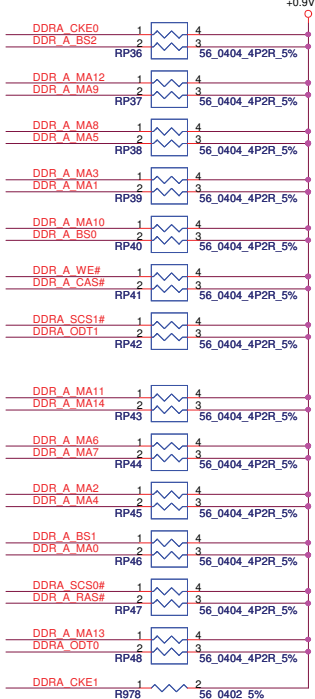 +0.9V
DDRA_CKE0 1 4
DDR_A_BS2 2 3
RP36 56_0404_4P2R_5%
DDR_A_MA12 1 4
DDR_A_MA9 2 3
RP37 56_0404_4P2R_5%
DDR_A_MA8 1 4
DDR_A_MA5 2 3
RP38 56_0404_4P2R_5%
DDR_A_MA3 1 4
DDR_A_MA1 2 3
RP39 56_0404_4P2R_5%
DDR_A_MA10 1 4
DDR_A_BS0 2 3
RP40 56_0404_4P2R_5%
DDR_A_WE# 1 4
DDR_A_CAS# 2 3
RP41 56_0404_4P2R_5%
DDRA_SCS1# 1 4
DDRA_ODT1 2 3
RP42 56_0404_4P2R_5%
DDR_A_MA11 1 4
DDR_A_MA14 2 3
RP43 56_0404_4P2R_5%
DDR_A_MA6 1 4
DDR_A_MA7 2 3
RP44 56_0404_4P2R_5%
DDR_A_MA2 1 4
DDR_A_MA4 2 3
RP45 56_0404_4P2R_5%
DDR_A_BS1 1 4
DDR_A_MA0 2 3
RP46 56_0404_4P2R_5%
DDRA_SCS0# 1 4
DDR_A_RAS# 2 3
RP47 56_0404_4P2R_5%
DDR_A_MA13 1 4
DDRA_ODT0 2 3
RP48 56_0404_4P2R_5%
DDRA_CKE1 1 2
R978 56_0402_5%